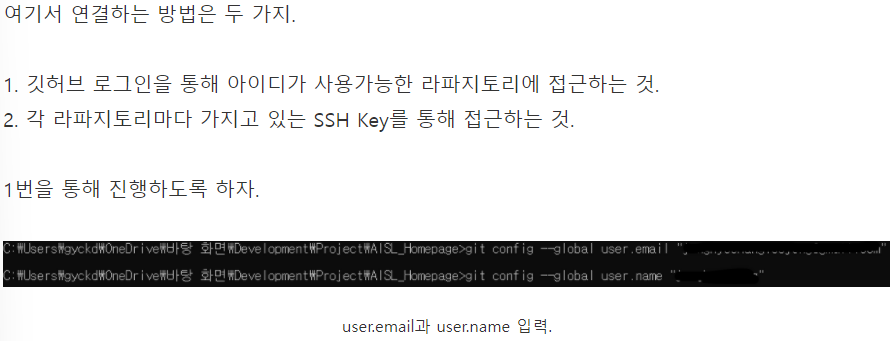 여기서 연결하는 방법은 두 가지.
1. 깃허브 로그인을 통해 아이디가 사용가능한 라파지토리에 접근하는 것.
2. 각 라파지토리마다 가지고 있는 SSH Key를 통해 접근하는 것.
1번을 통해 진행하도록 하자.
C:₩Users₩gyckd₩OneDrive₩바탕 화면₩Development₩Project₩AISL_Homepage>git config --global user.email "
C:₩Users₩gyckd₩OneDrive₩바탕 화면₩Development₩Project₩AISL_Homepage>git config --global user.name "
user.email과 user.name 입력.